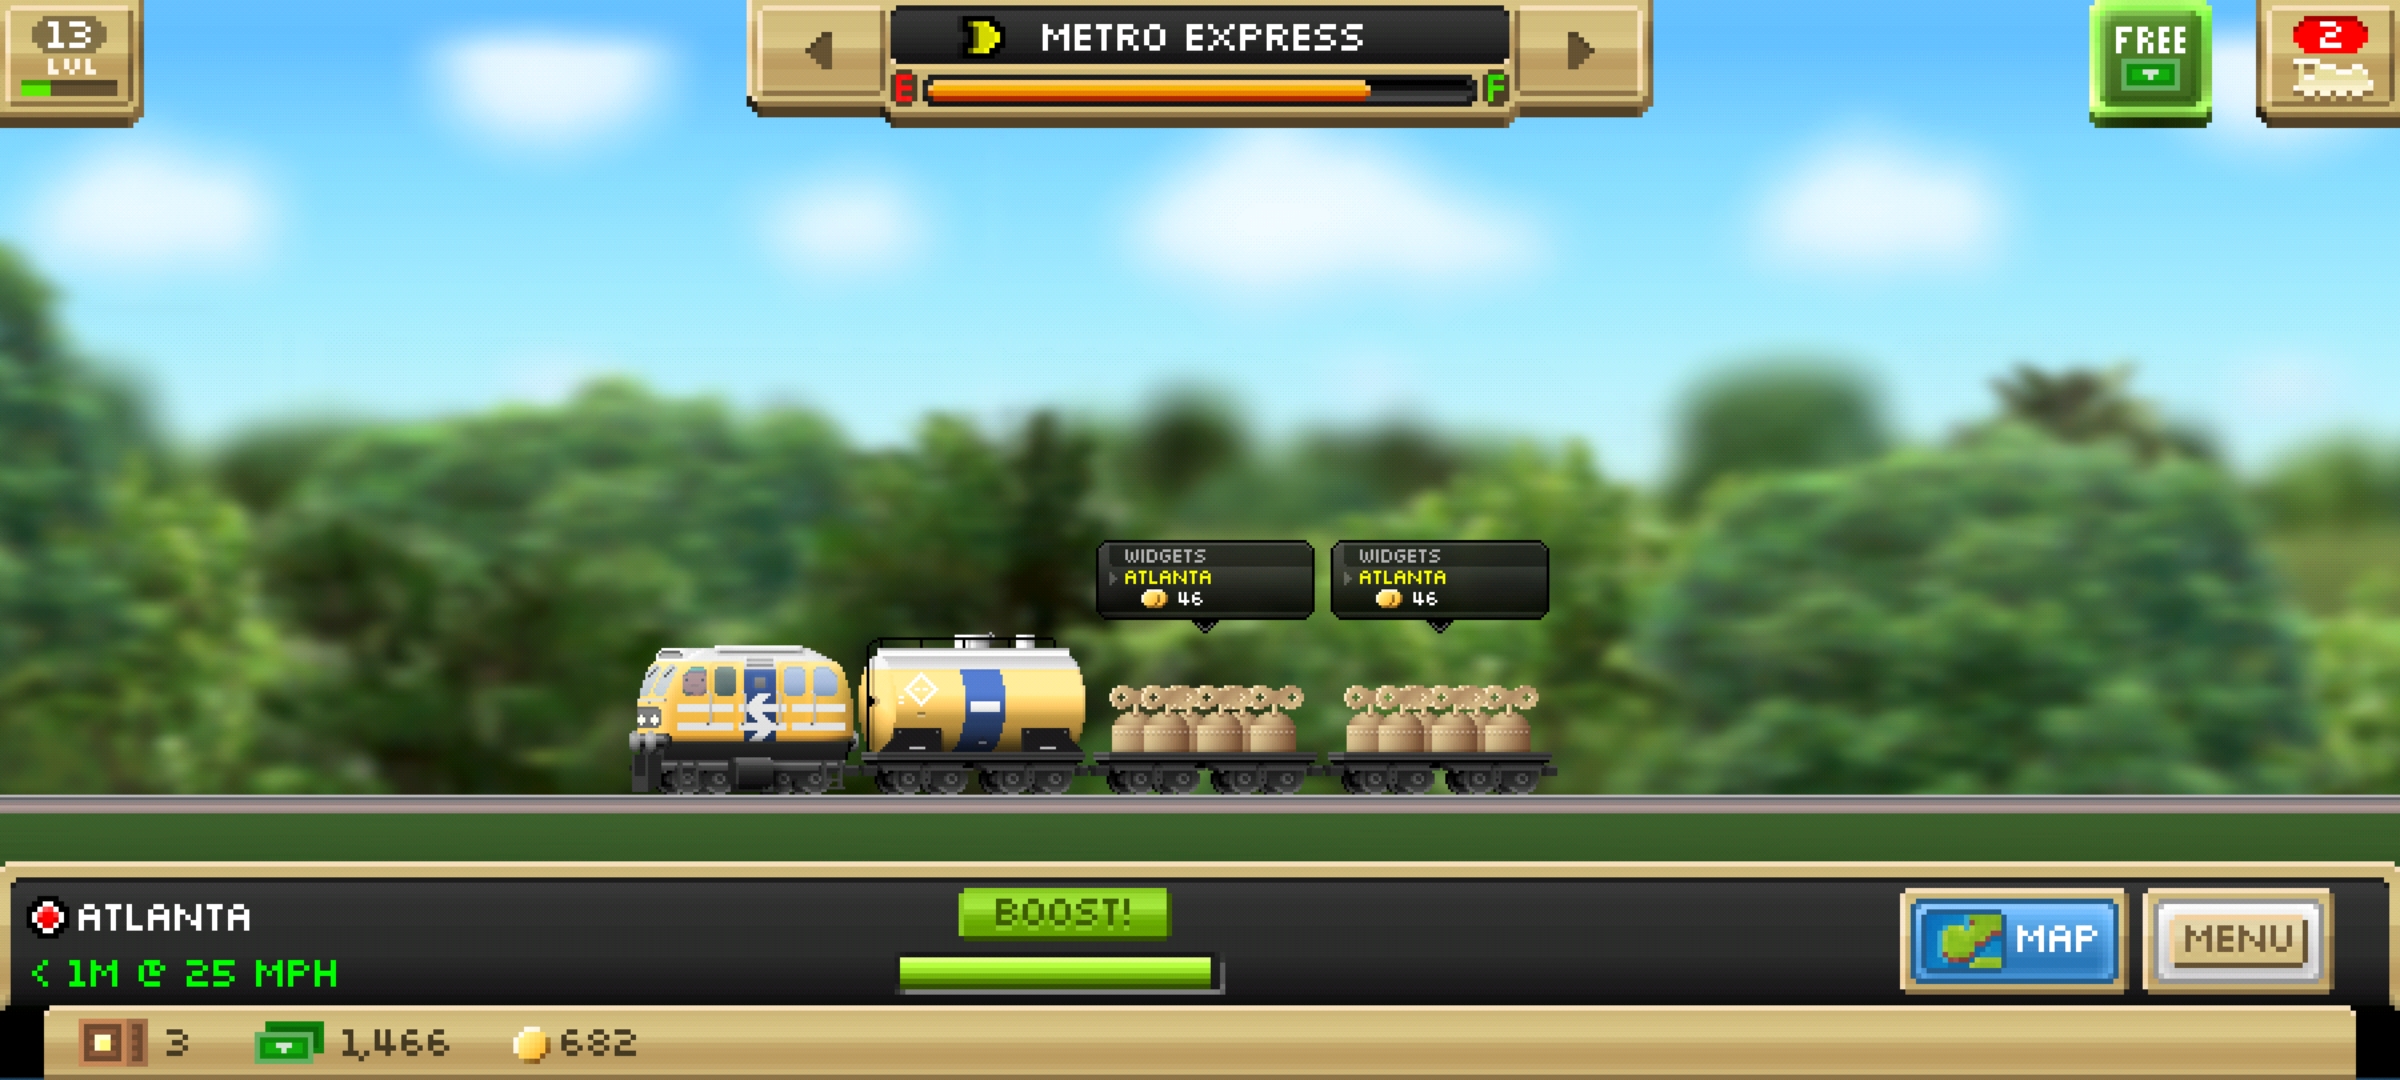 13
LVL
METRO EXPRESS
E F
FREE
2
WIDGETS
ATLANTA
46
WIDGETS
ATLANTA
46
ATLANTA
< 1M @ 25 MPH
BOOST!
MAP
MENU
3 1,466 682